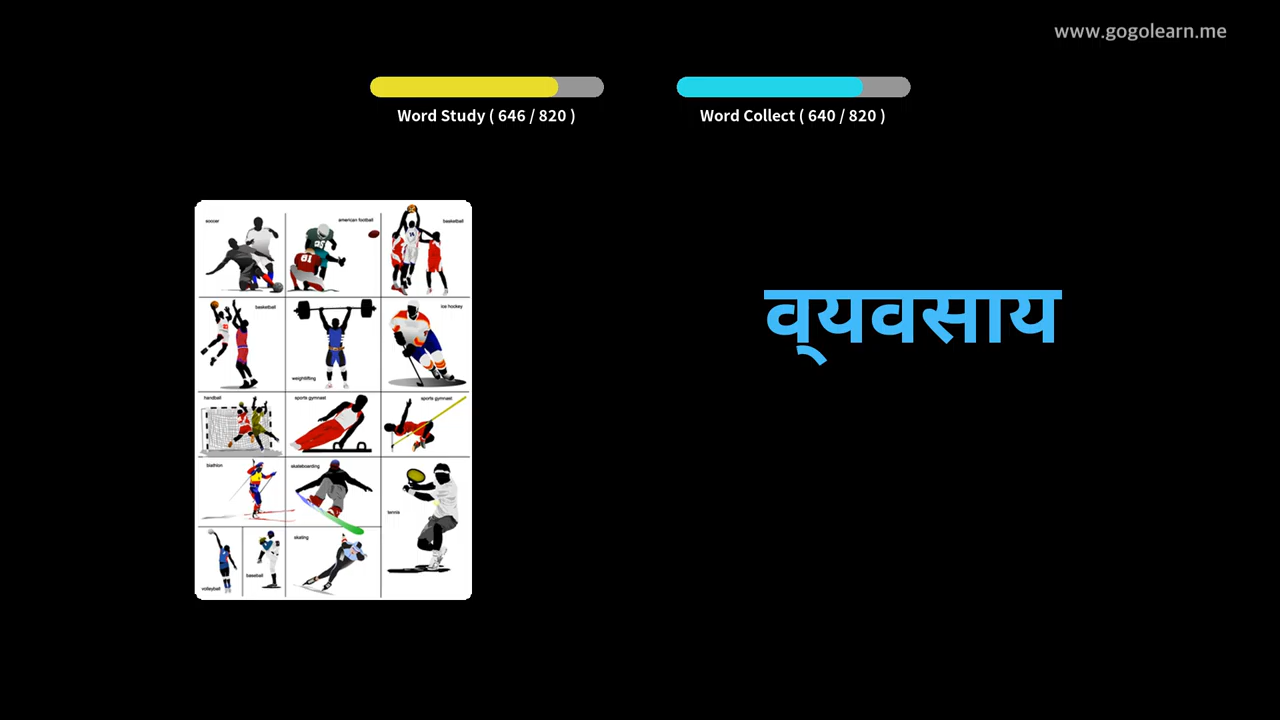 www.gogolearn.me
Word Study ( 646 / 820 )
Word Collect ( 640 / 820 )
soccer
american football
basketball
basketball
weightlifting
ice hockey
handball
sports gymnast
sports gymnast
biathlon
skateboarding
tennis
volleyball
baseball
skating
व्यवसाय